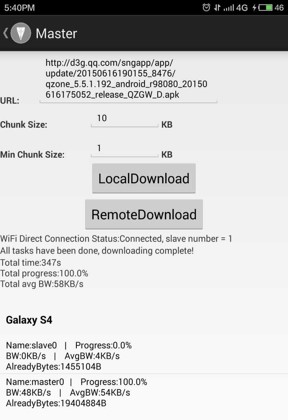 5:40PM 4G 46
Master
http://d3g.qq.com/sngapp/app/
update/20150616190155_8476/
qzone_5.5.1.192_android_r98080_20150
616175052_release_QZGW_D.apk
URL:
Chunk Size: 10 KB
Min Chunk Size: 1 KB
LocalDownload
RemoteDownload
WiFi Direct Connection Status:Connected, slave number = 1
All tasks have been done, downloading complete!
Total time:347s
Total progress:100.0%
Total avg BW:58KB/s
Galaxy S4
Name:slave0 | Progress:0.0%
BW:0KB/s | AvgBW:4KB/s
AlreadyBytes:1455104B
Name:master0 | Progress:100.0%
BW:48KB/s | AvgBW:54KB/s
AlreadyBytes:19404884B